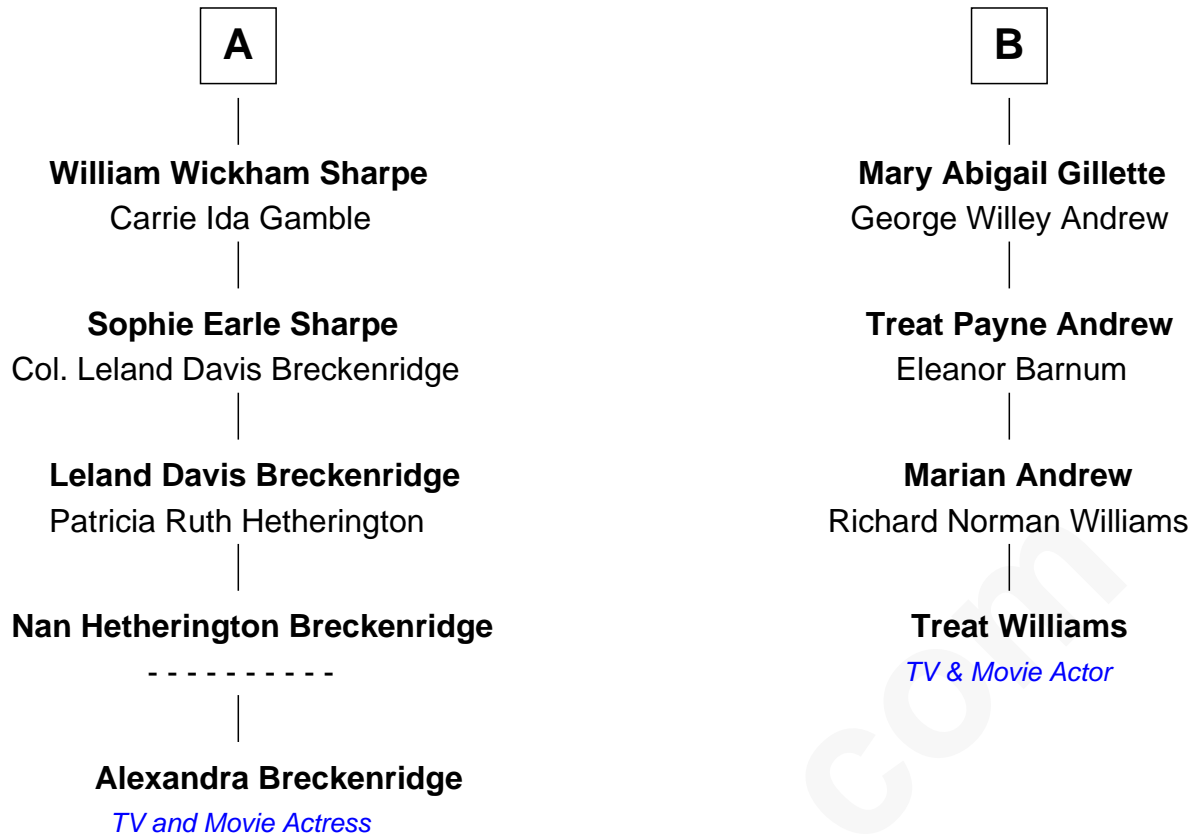 A
William Wickham Sharpe
Carrie Ida Gamble
Sophie Earle Sharpe
Col. Leland Davis Breckenridge
Leland Davis Breckenridge
Patricia Ruth Hetherington
Nan Hetherington Breckenridge
- - - - - - - - - -
Alexandra Breckenridge
TV and Movie Actress
B
Mary Abigail Gillette
George Willey Andrew
Treat Payne Andrew
Eleanor Barnum
Marian Andrew
Richard Norman Williams
Treat Williams
TV & Movie Actor
com